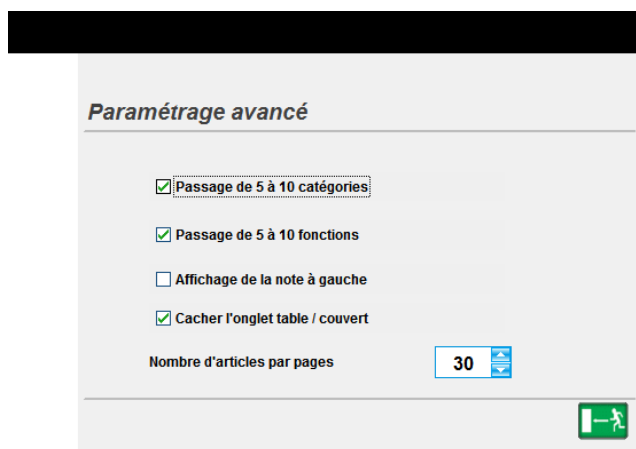 Paramétrage avancé
Passage de 5 à 10 catégories
Passage de 5 à 10 fonctions
Affichage de la note à gauche
Cacher l'onglet table / couvert
Nombre d'articles par pages 30